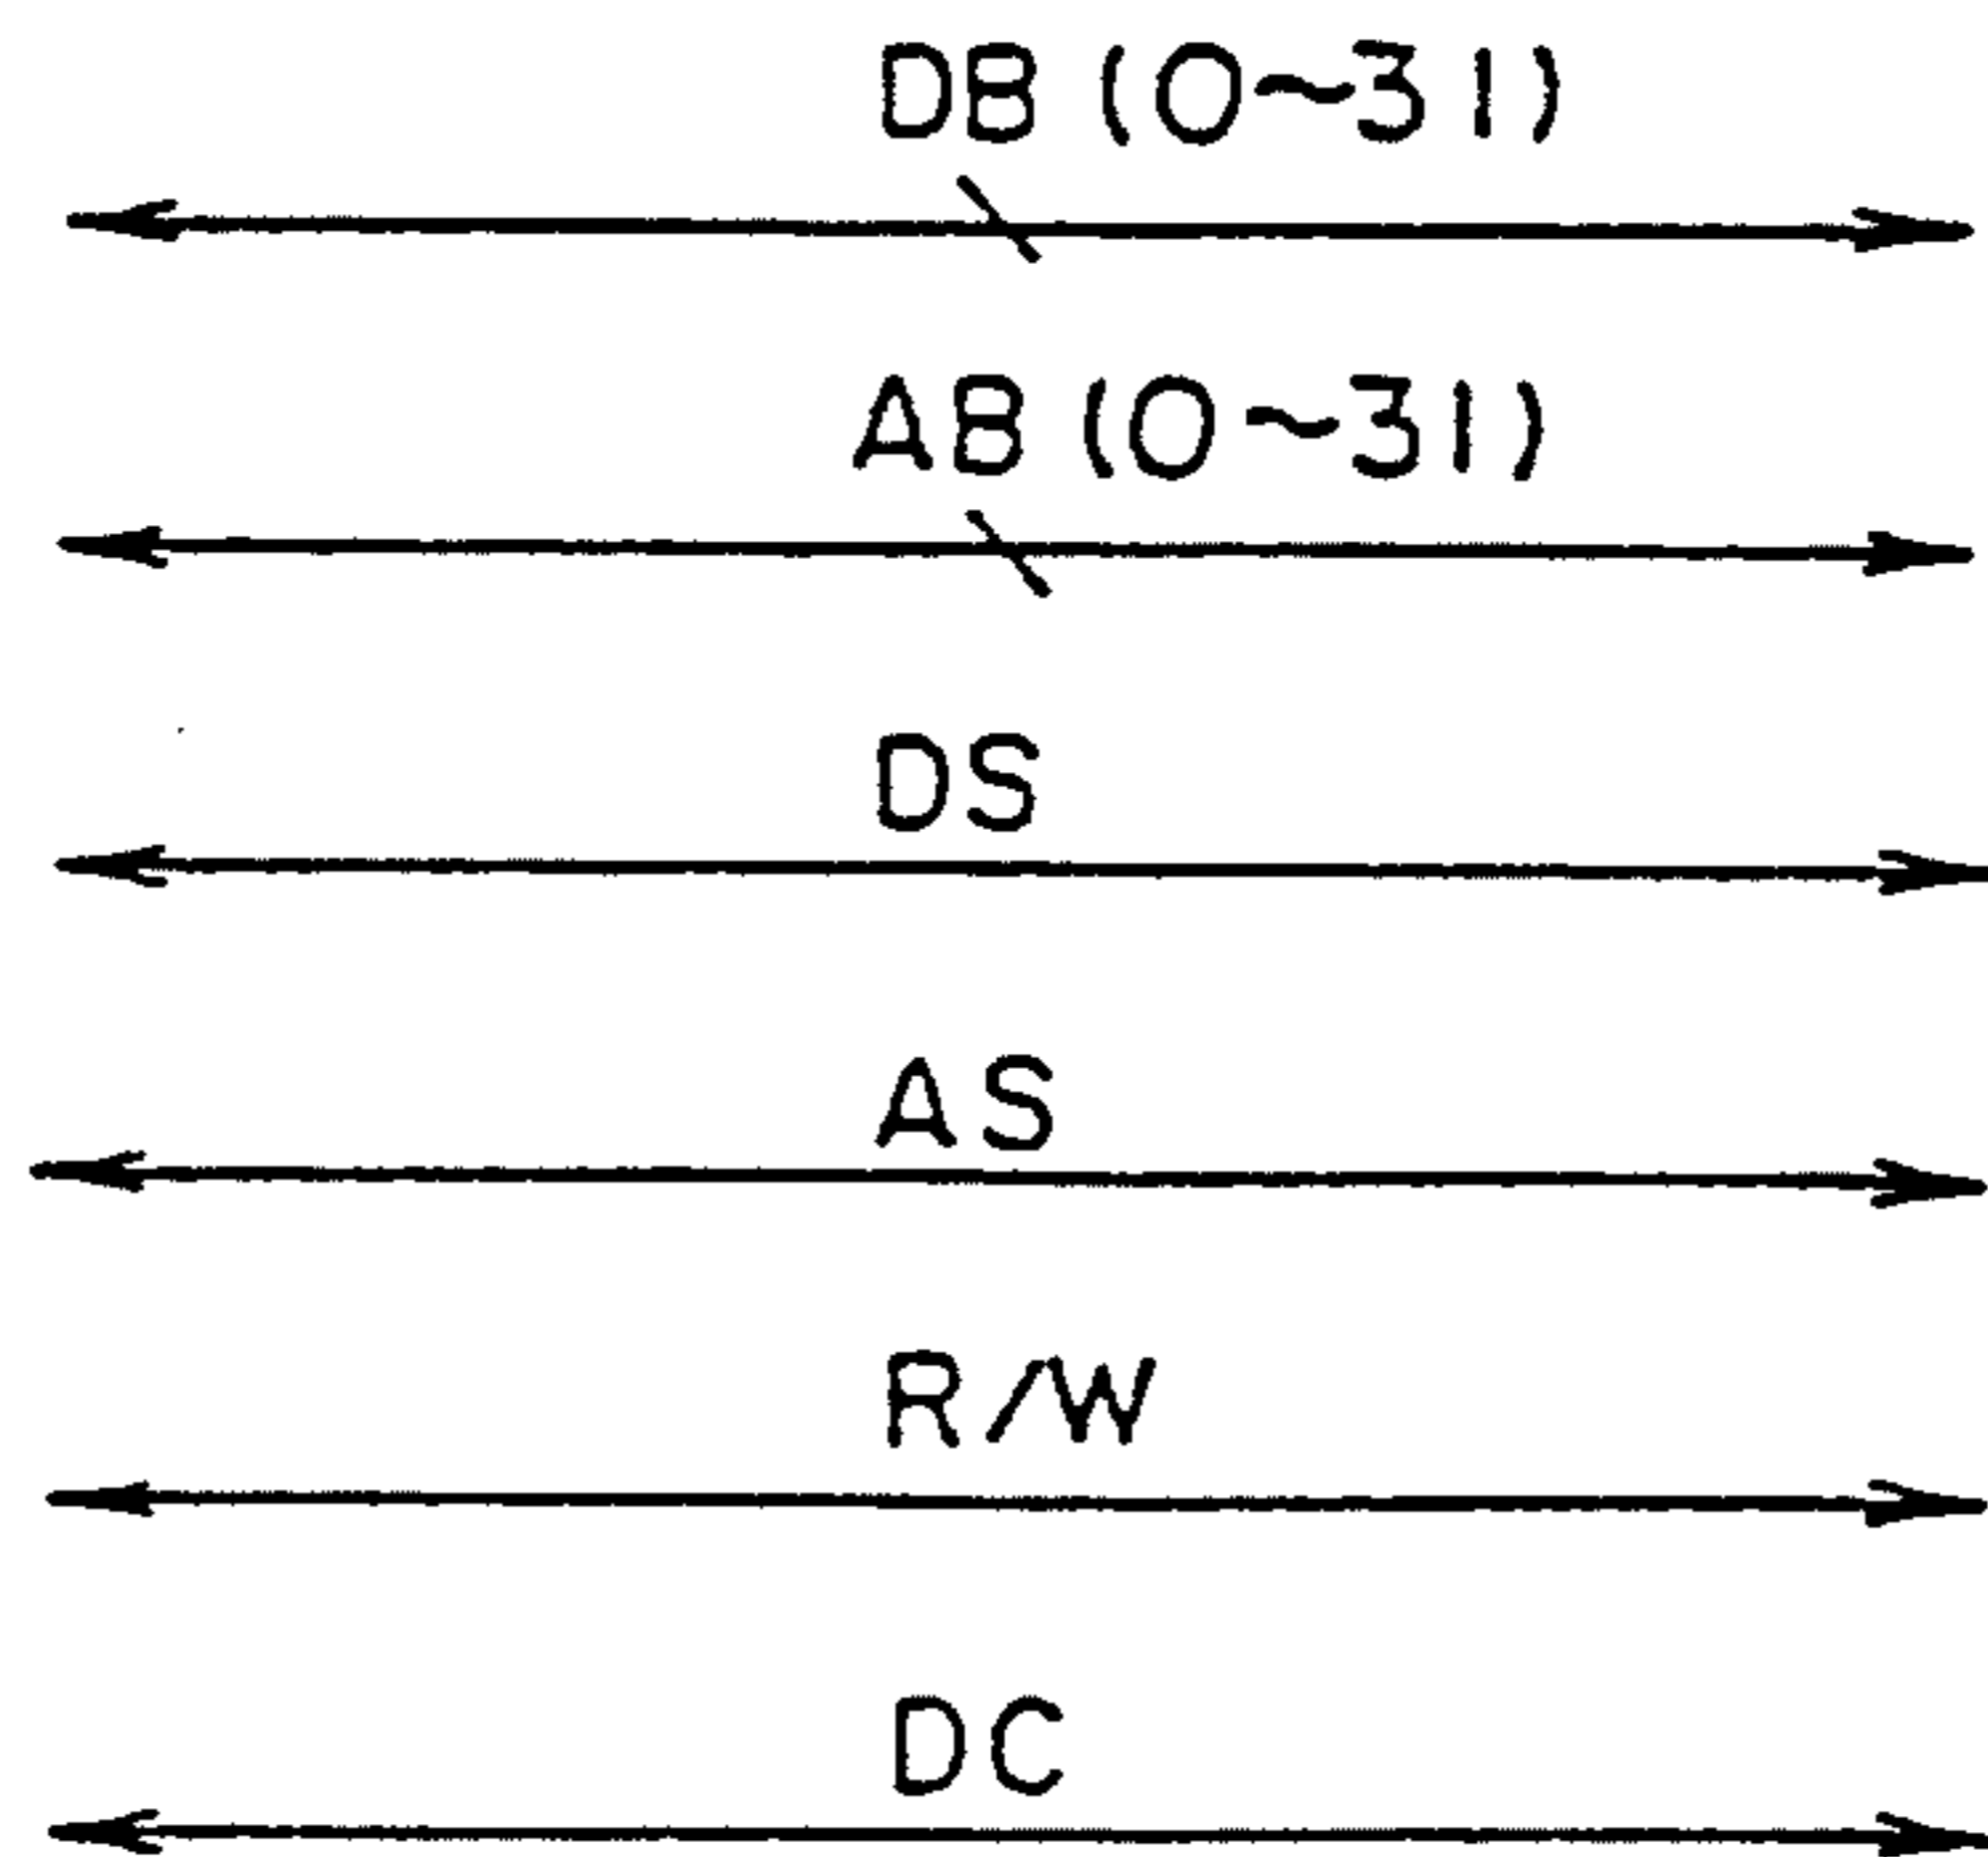 DB (0~31)
AB (0~31)
DS
AS
R/W
DC